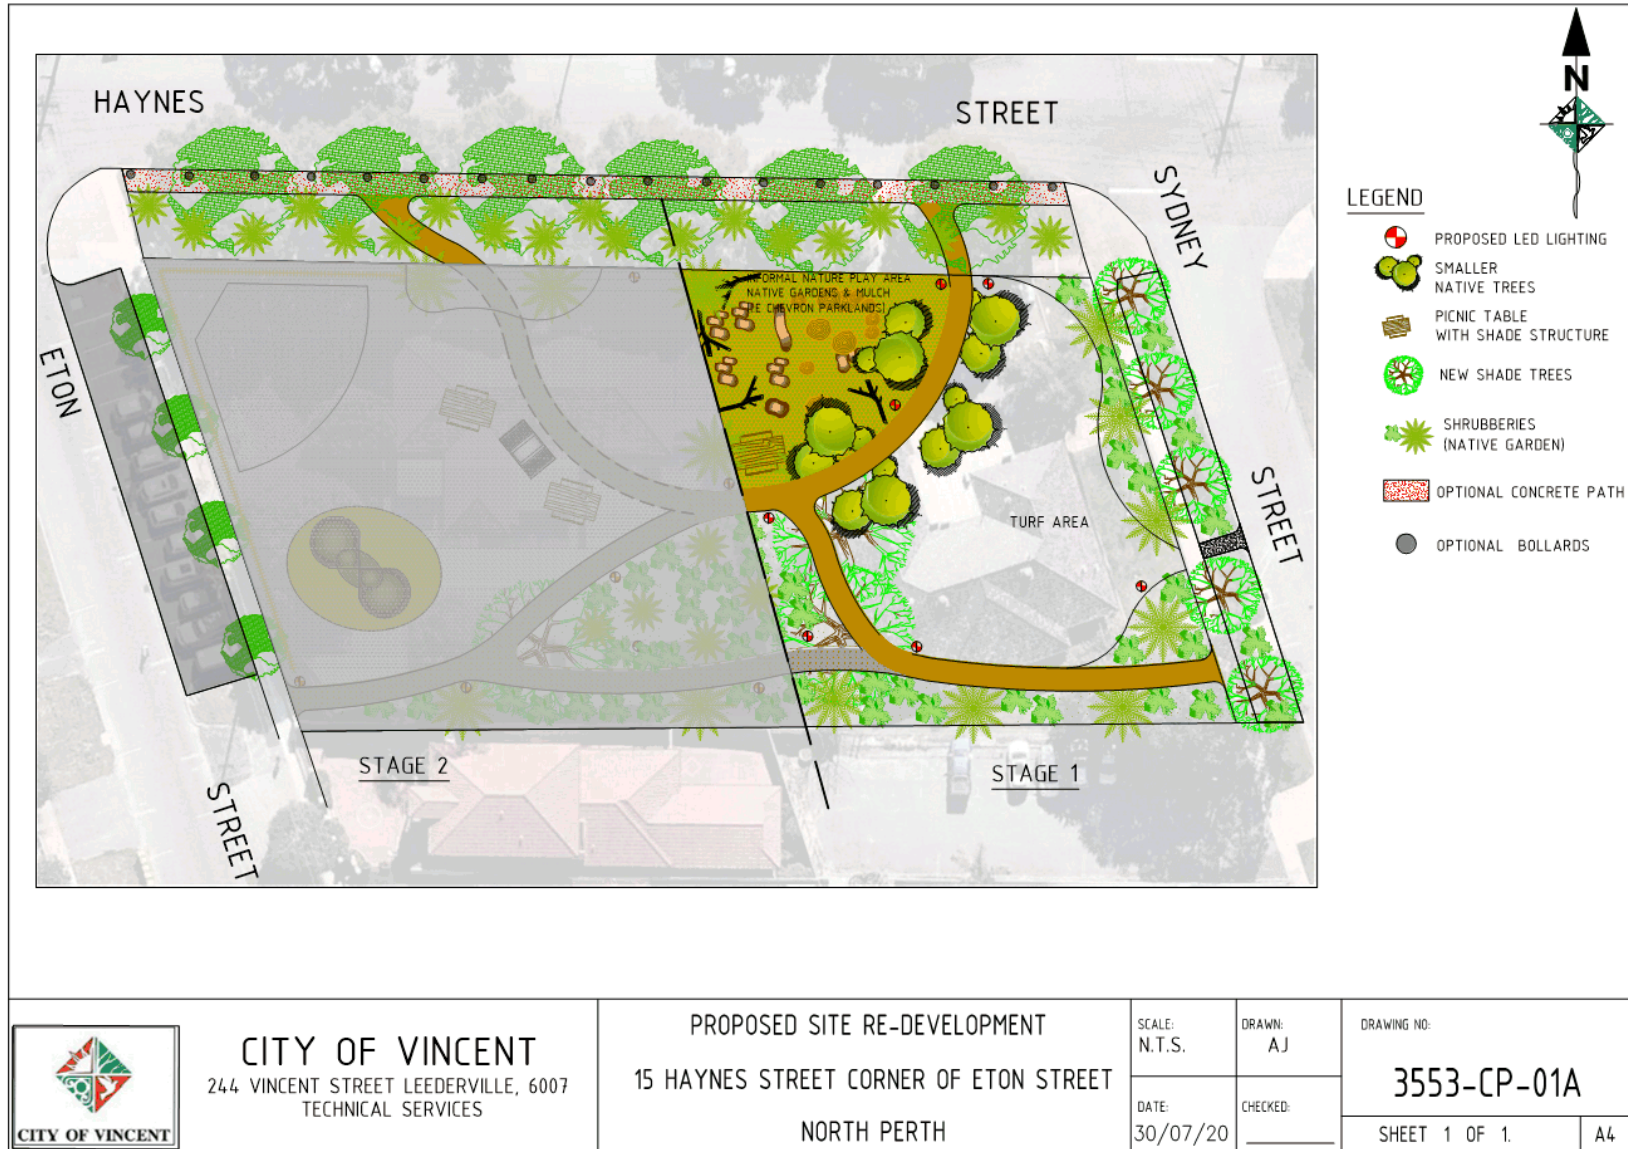 HAYNES
STREET
N
SYDNEY
STREET
ETON
STREET
INFORMAL NATURE PLAY AREA
NATIVE GARDENS & MULCH
CHEVRON PARKLANDS)
TURF AREA
STAGE 2
STAGE 1
LEGEND
PROPOSED LED LIGHTING
SMALLER
NATIVE TREES
PICNIC TABLE
WITH SHADE STRUCTURE
NEW SHADE TREES
SHRUBBERIES
(NATIVE GARDEN)
OPTIONAL CONCRETE PATH
OPTIONAL BOLLARDS
CITY OF VINCENT
CITY OF VINCENT
244 VINCENT STREET LEEDERVILLE, 6007
TECHNICAL SERVICES
PROPOSED SITE RE-DEVELOPMENT
15 HAYNES STREET CORNER OF ETON STREET
NORTH PERTH
SCALE:
N.T.S.
DRAWN:
AJ
DATE:
30/07/20
CHECKED:
DRAWING NO:
3553-CP-01A
SHEET 1 OF 1.
A4